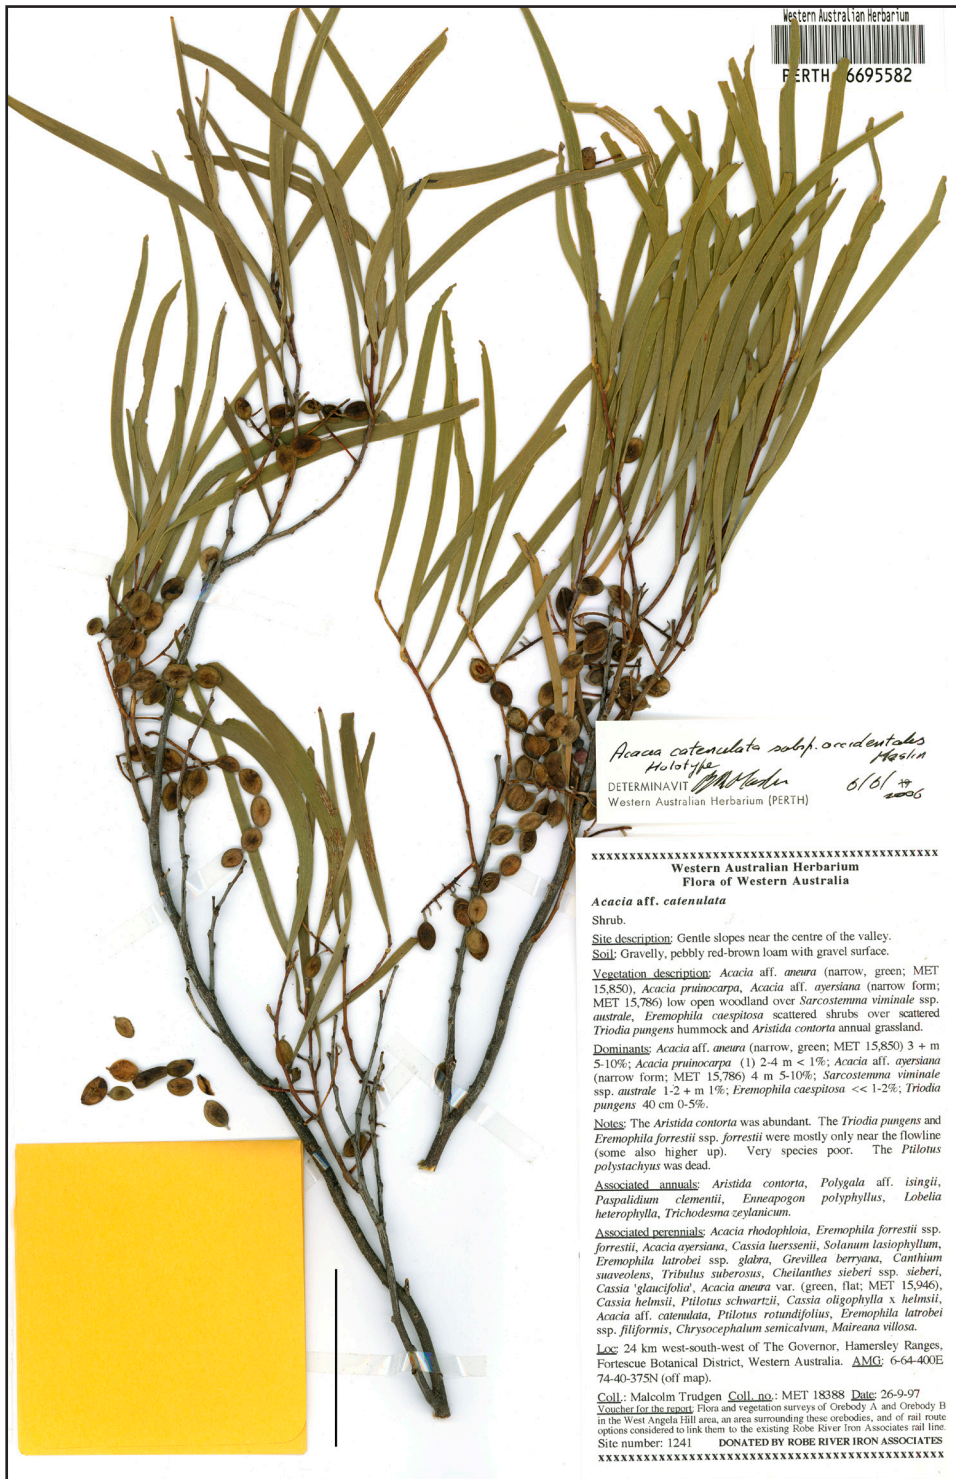 Western Australian Herbarium
PERTH 6695582
Acacia catenulata subsp. occidentalis
Maslin
Holotype
DETERMINAVIT
6/6/2006
19
Western Australian Herbarium (PERTH)
xxxxxxxxxxxxxxxxxxxxxxxxxxxxxxxxxxxxxxxxxxxxxx
Western Australian Herbarium
Flora of Western Australia
Acacia aff. catenulata
Shrub.
Site description: Gentle slopes near the centre of the valley.
Soil: Gravelly, pebbly red-brown loam with gravel surface.
Vegetation description: Acacia aff. aneura (narrow, green; MET
15,850), Acacia pruinocarpa, Acacia aff. ayersiana (narrow form;
MET 15,786) low open woodland over Sarcostemma viminale ssp.
australe, Eremophila caespitosa scattered shrubs over scattered
Triodia pungens hummock and Aristida contorta annual grassland.
Dominants: Acacia aff. aneura (narrow, green; MET 15,850) 3 + m
5-10%; Acacia pruinocarpa (1) 2-4 m < 1%; Acacia aff. ayersiana
(narrow form; MET 15,786) 4 m 5-10%; Sarcostemma viminale
ssp. australe 1-2 + m 1%; Eremophila caespitosa << 1-2%; Triodia
pungens 40 cm 0-5%.
Notes: The Aristida contorta was abundant. The Triodia pungens and
Eremophila forrestii ssp. forrestii were mostly only near the flowline
(some also higher up). Very species poor. The Ptilotus
polystachyus was dead.
Associated annuals: Aristida contorta, Polygala aff. isingii,
Paspalidium clementii, Enneapogon polyphyllus, Lobelia
heterophylla, Trichodesma zeylanicum.
Associated perennials: Acacia rhodophloia, Eremophila forrestii ssp.
forrestii, Acacia ayersiana, Cassia luerssenii, Solanum lasiophyllum,
Eremophila latrobei ssp. glabra, Grevillea berryana, Canthium
suaveolens, Tribulus suberosus, Cheilanthes sieberi ssp. sieberi,
Cassia 'glaucifolia', Acacia aneura var. (green, flat; MET 15,946),
Cassia helmsii, Ptilotus schwartzii, Cassia oligophylla x helmsii,
Acacia aff. catenulata, Ptilotus rotundifolius, Eremophila latrobei
ssp. filiformis, Chrysocephalum semicalvum, Maireana villosa.
Loc: 24 km west-south-west of The Governor, Hamersley Ranges,
Fortescue Botanical District, Western Australia. AMG: 6-64-400E
74-40-375N (off map).
Coll.: Malcolm Trudgen Coll. no.: MET 18388 Date: 26-9-97
Voucher for the report: Flora and vegetation surveys of Orebody A and Orebody B
in the West Angela Hill area, an area surrounding these orebodies, and of rail route
options considered to link them to the existing Robe River Iron Associates rail line.
Site number: 1241 DONATED BY ROBE RIVER IRON ASSOCIATES
xxxxxxxxxxxxxxxxxxxxxxxxxxxxxxxxxxxxxxxxxxxxxx